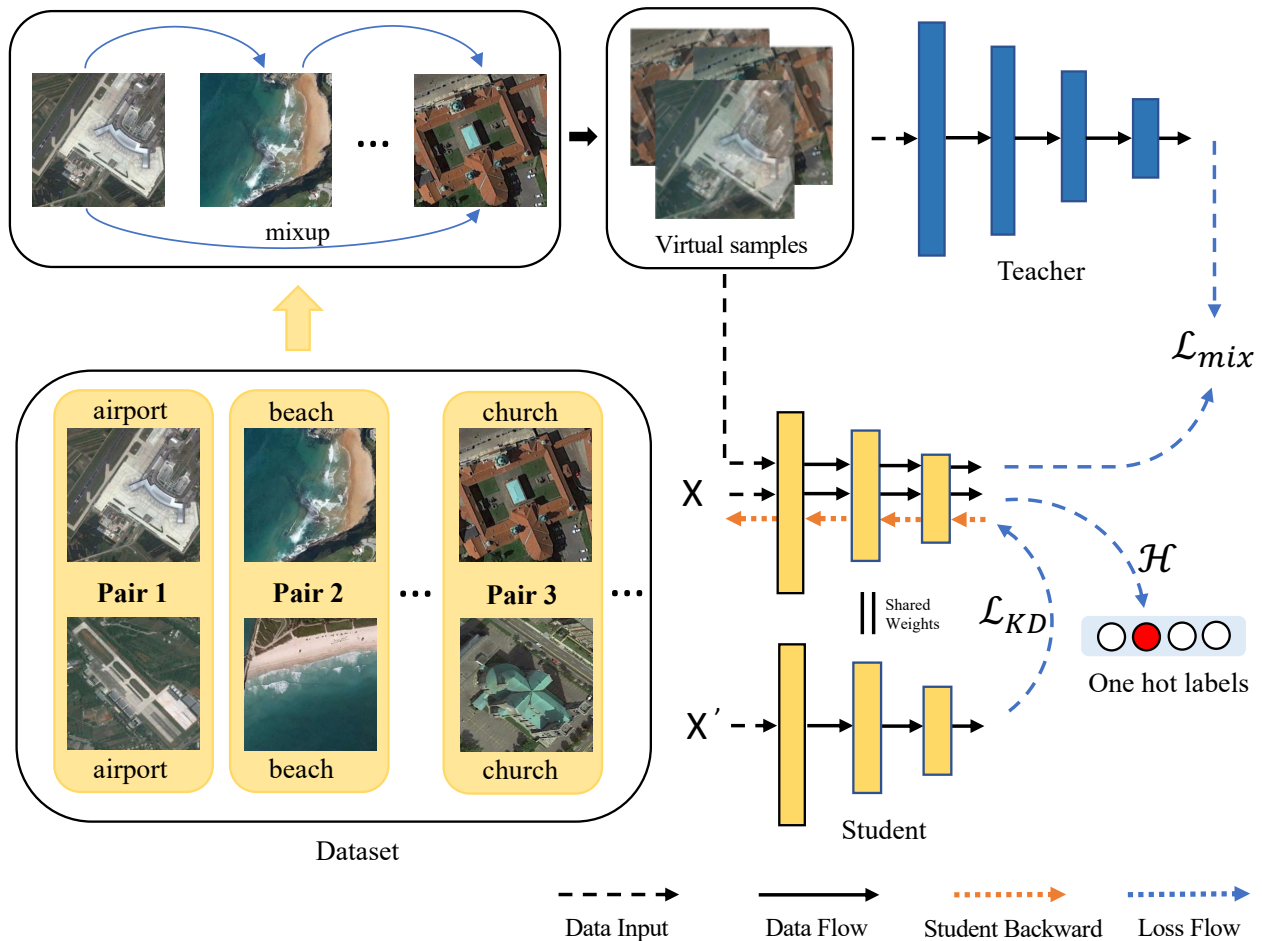 mixup
Virtual samples
Teacher
ℒ_mix
airport beach church
Pair 1 Pair 2 ... Pair 3 ...
airport beach church
Dataset
X
ℋ
Shared
Weights
ℒ_KD
One hot labels
X′
Student
Data Input Data Flow Student Backward Loss Flow